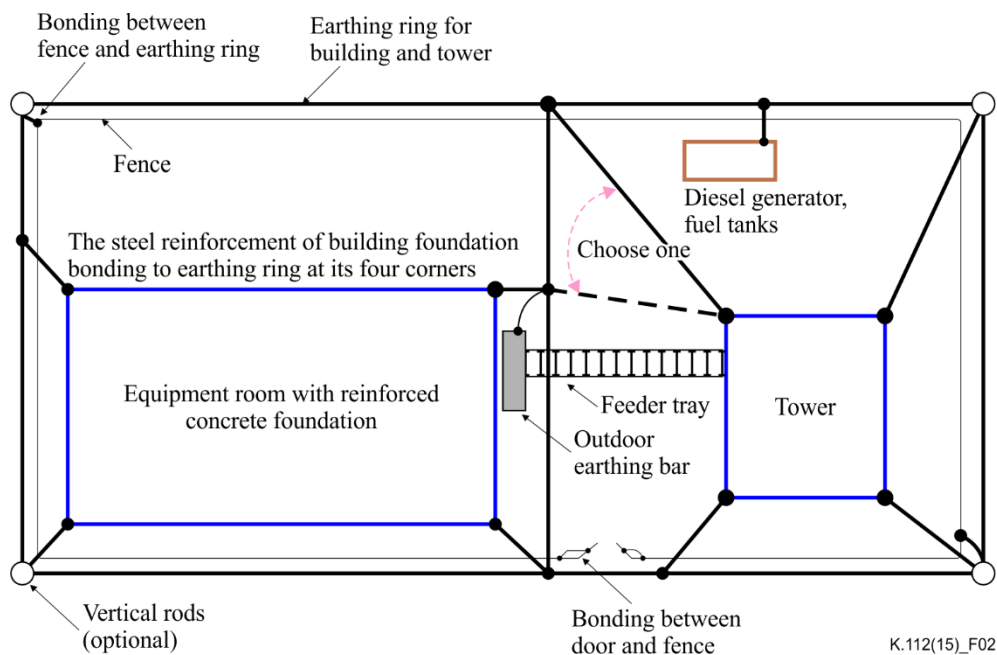 Bonding between
fence and earthing ring
Earthing ring for
building and tower
Fence
Diesel generator,
fuel tanks
Choose one
The steel reinforcement of building foundation
bonding to earthing ring at its four corners
Equipment room with reinforced
concrete foundation
Feeder tray
Tower
Outdoor
earthing bar
Vertical rods
(optional)
Bonding between
door and fence
K.112(15)_F02